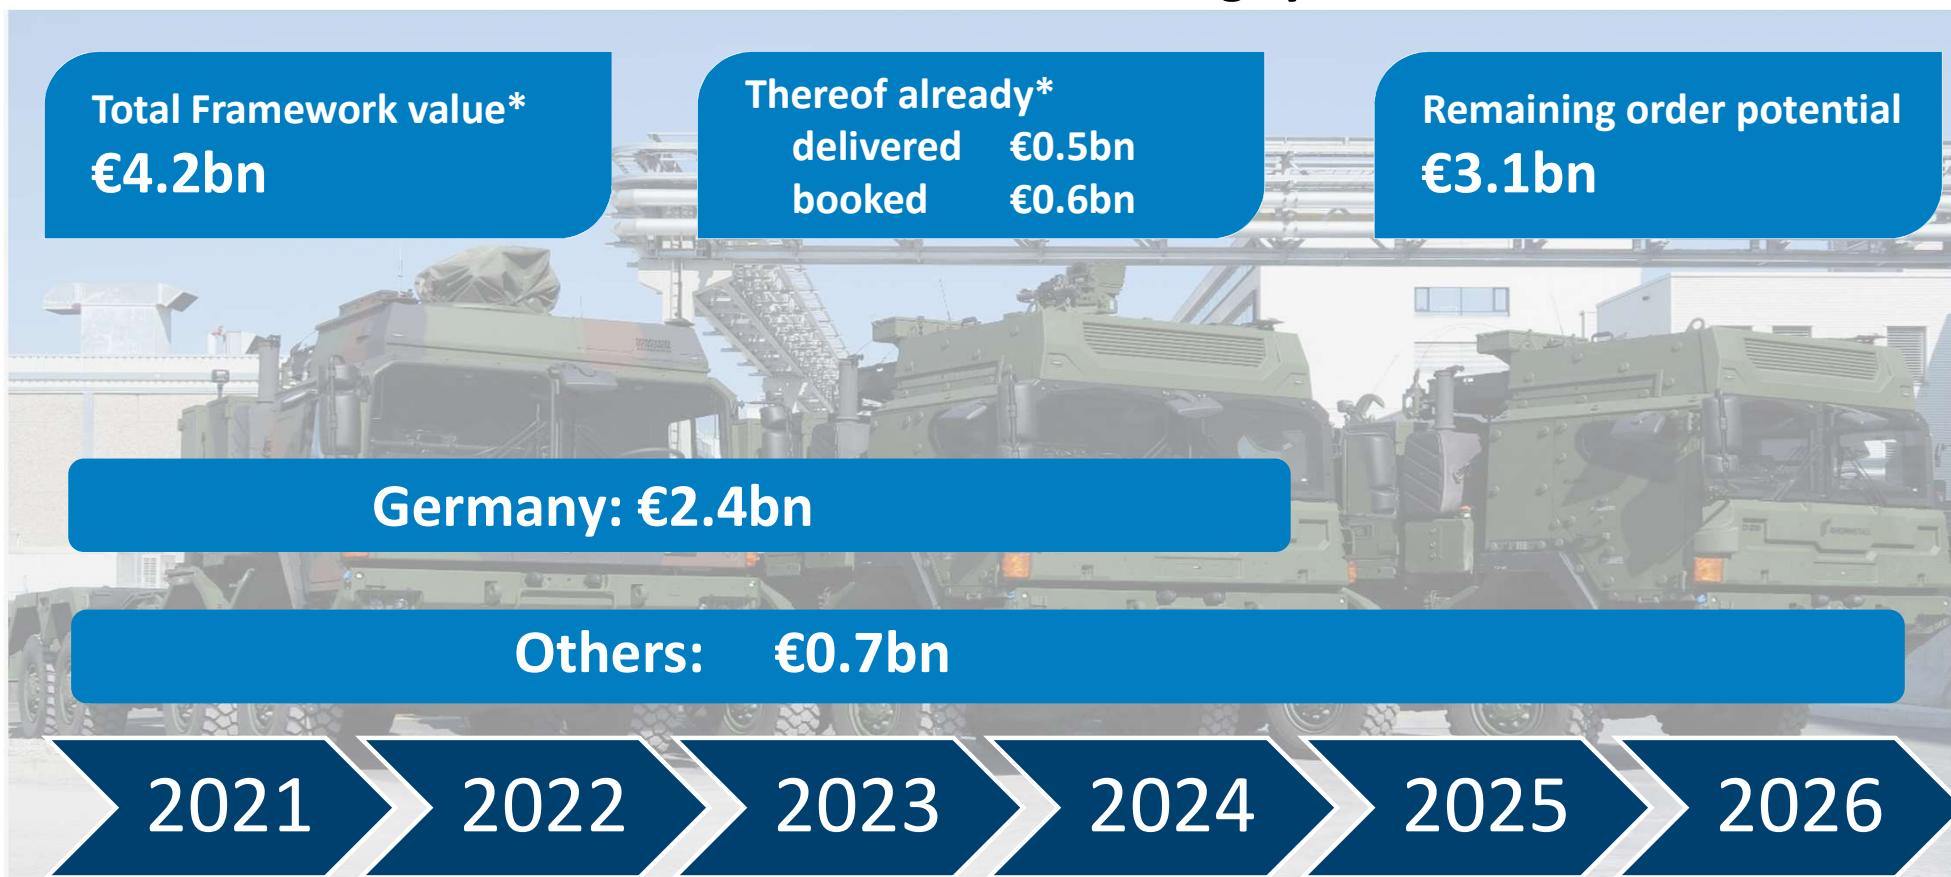 Total Framework value*
€4.2bn
Thereof already*
delivered €0.5bn
booked €0.6bn
Remaining order potential
€3.1bn
Germany: €2.4bn
Others: €0.7bn
2021 2022 2023 2024 2025 2026